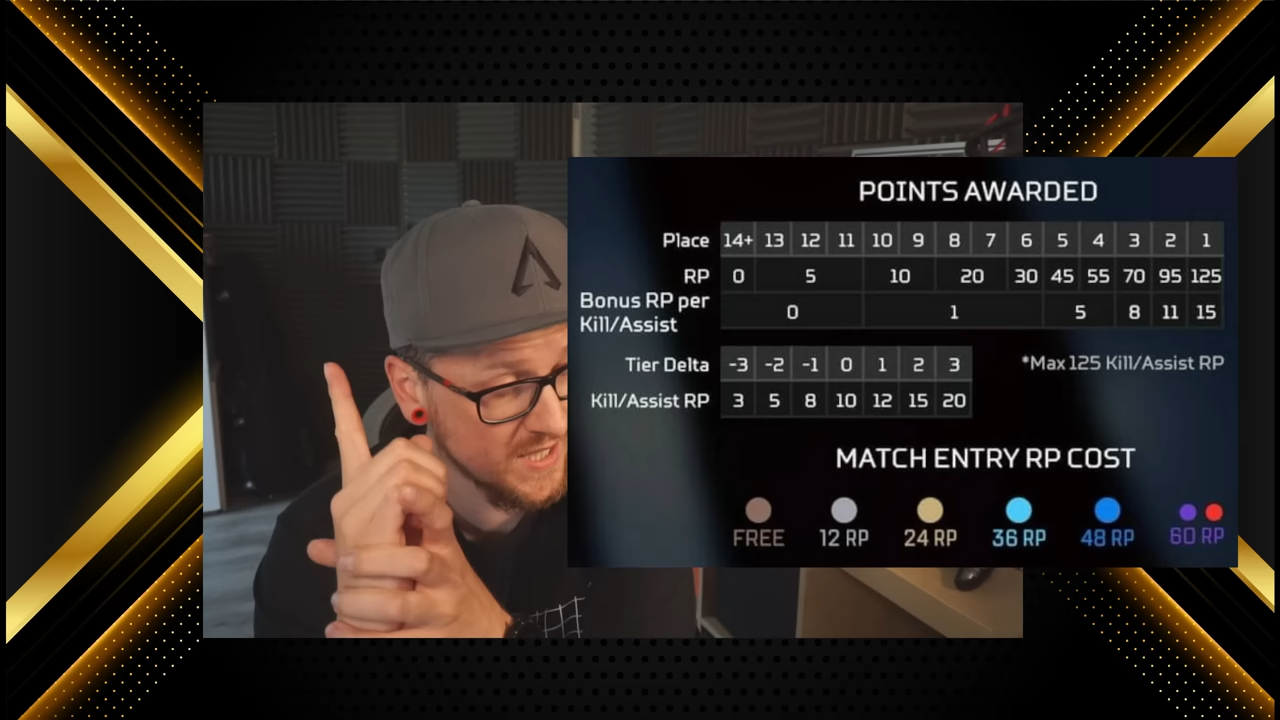 POINTS AWARDED
Place 14+ 13 12 11 10 9 8 7 6 5 4 3 2 1
RP 0 5 10 20 30 45 55 70 95 125
Bonus RP per
Kill/Assist 0 1 5 8 11 15
Tier Delta -3 -2 -1 0 1 2 3 *Max 125 Kill/Assist RP
Kill/Assist RP 3 5 8 10 12 15 20
MATCH ENTRY RP COST
FREE 12 RP 24 RP 36 RP 48 RP 60 RP